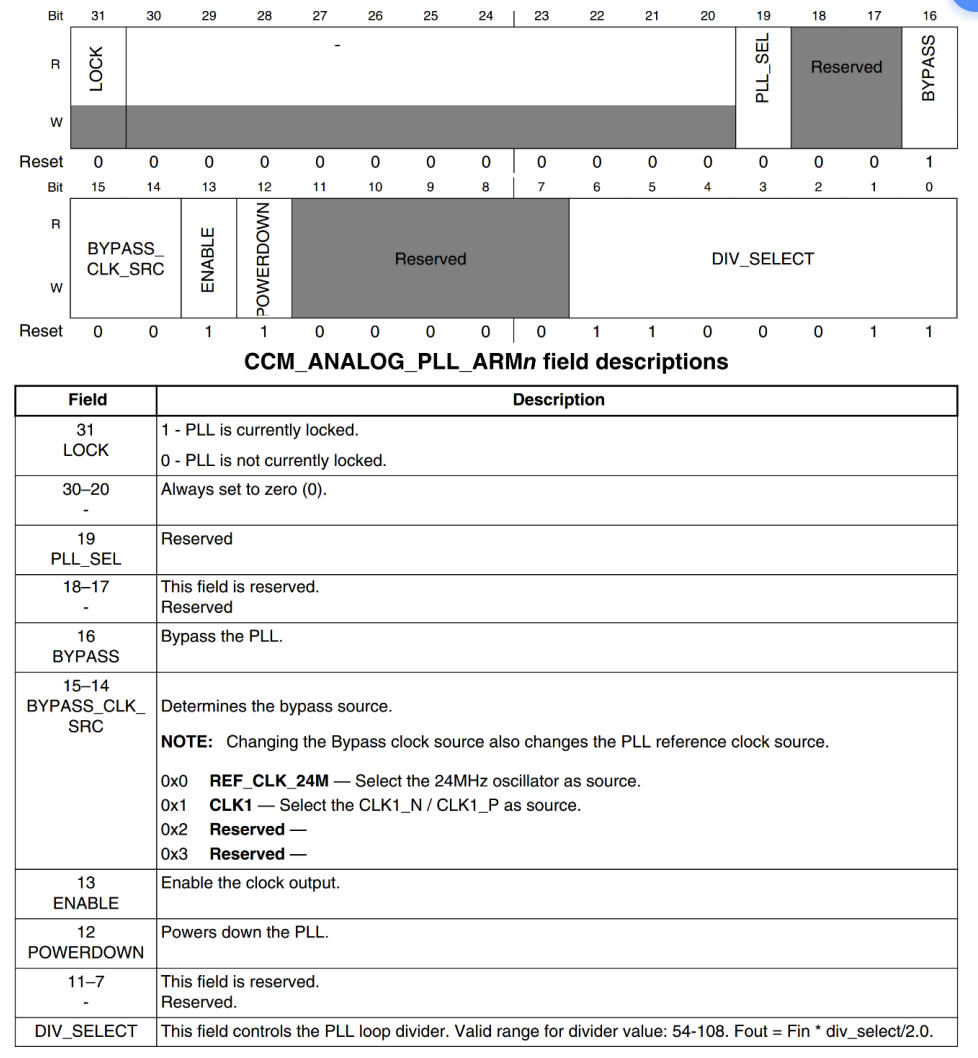 Bit 31 30 29 28 27 26 25 24 23 22 21 20 19 18 17 16
R LOCK - PLL_SEL Reserved BYPASS
W
Reset 0 0 0 0 0 0 0 0 0 0 0 0 0 0 0 1
Bit 15 14 13 12 11 10 9 8 7 6 5 4 3 2 1 0
R
BYPASS_
CLK_SRC
ENABLE
POWERDOWN
Reserved
DIV_SELECT
W
Reset 0 0 1 1 0 0 0 0 0 1 1 0 0 0 1 1
CCM_ANALOG_PLL_ARMn field descriptions
Field Description
31
LOCK
1 - PLL is currently locked.
0 - PLL is not currently locked.
30–20
-
Always set to zero (0).
19
PLL_SEL
Reserved
18–17
-
This field is reserved.
Reserved
16
BYPASS
Bypass the PLL.
15–14
BYPASS_CLK_
SRC
Determines the bypass source.
NOTE: Changing the Bypass clock source also changes the PLL reference clock source.
0x0 REF_CLK_24M — Select the 24MHz oscillator as source.
0x1 CLK1 — Select the CLK1_N / CLK1_P as source.
0x2 Reserved —
0x3 Reserved —
13
ENABLE
Enable the clock output.
12
POWERDOWN
Powers down the PLL.
11–7
-
This field is reserved.
Reserved.
DIV_SELECT This field controls the PLL loop divider. Valid range for divider value: 54-108. Fout = Fin * div_select/2.0.